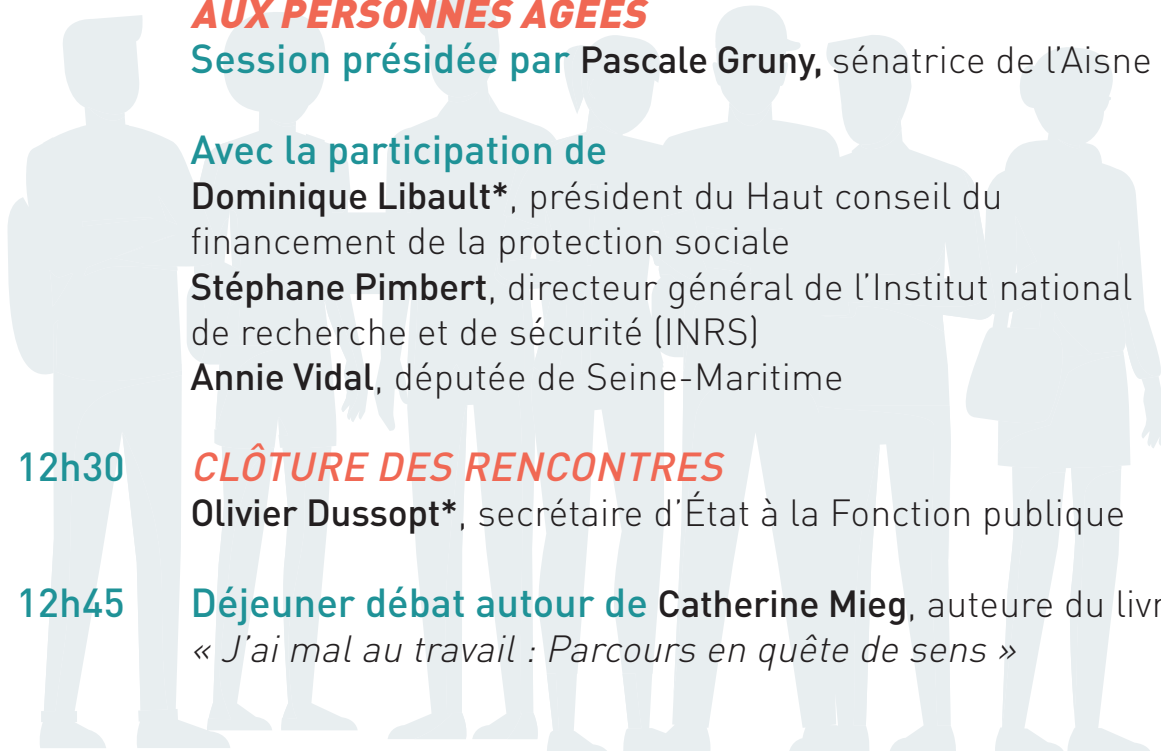 AUX PERSONNES AGÉES
Session présidée par Pascale Gruny, sénatrice de l’Aisne
Avec la participation de
Dominique Libault*, président du Haut conseil du
financement de la protection sociale
Stéphane Pimbert, directeur général de l’Institut national
de recherche et de sécurité (INRS)
Annie Vidal, députée de Seine-Maritime
12h30 CLÔTURE DES RENCONTRES
Olivier Dussopt*, secrétaire d’État à la Fonction publique
12h45 Déjeuner débat autour de Catherine Mieg, auteure du livr
« J’ai mal au travail : Parcours en quête de sens »